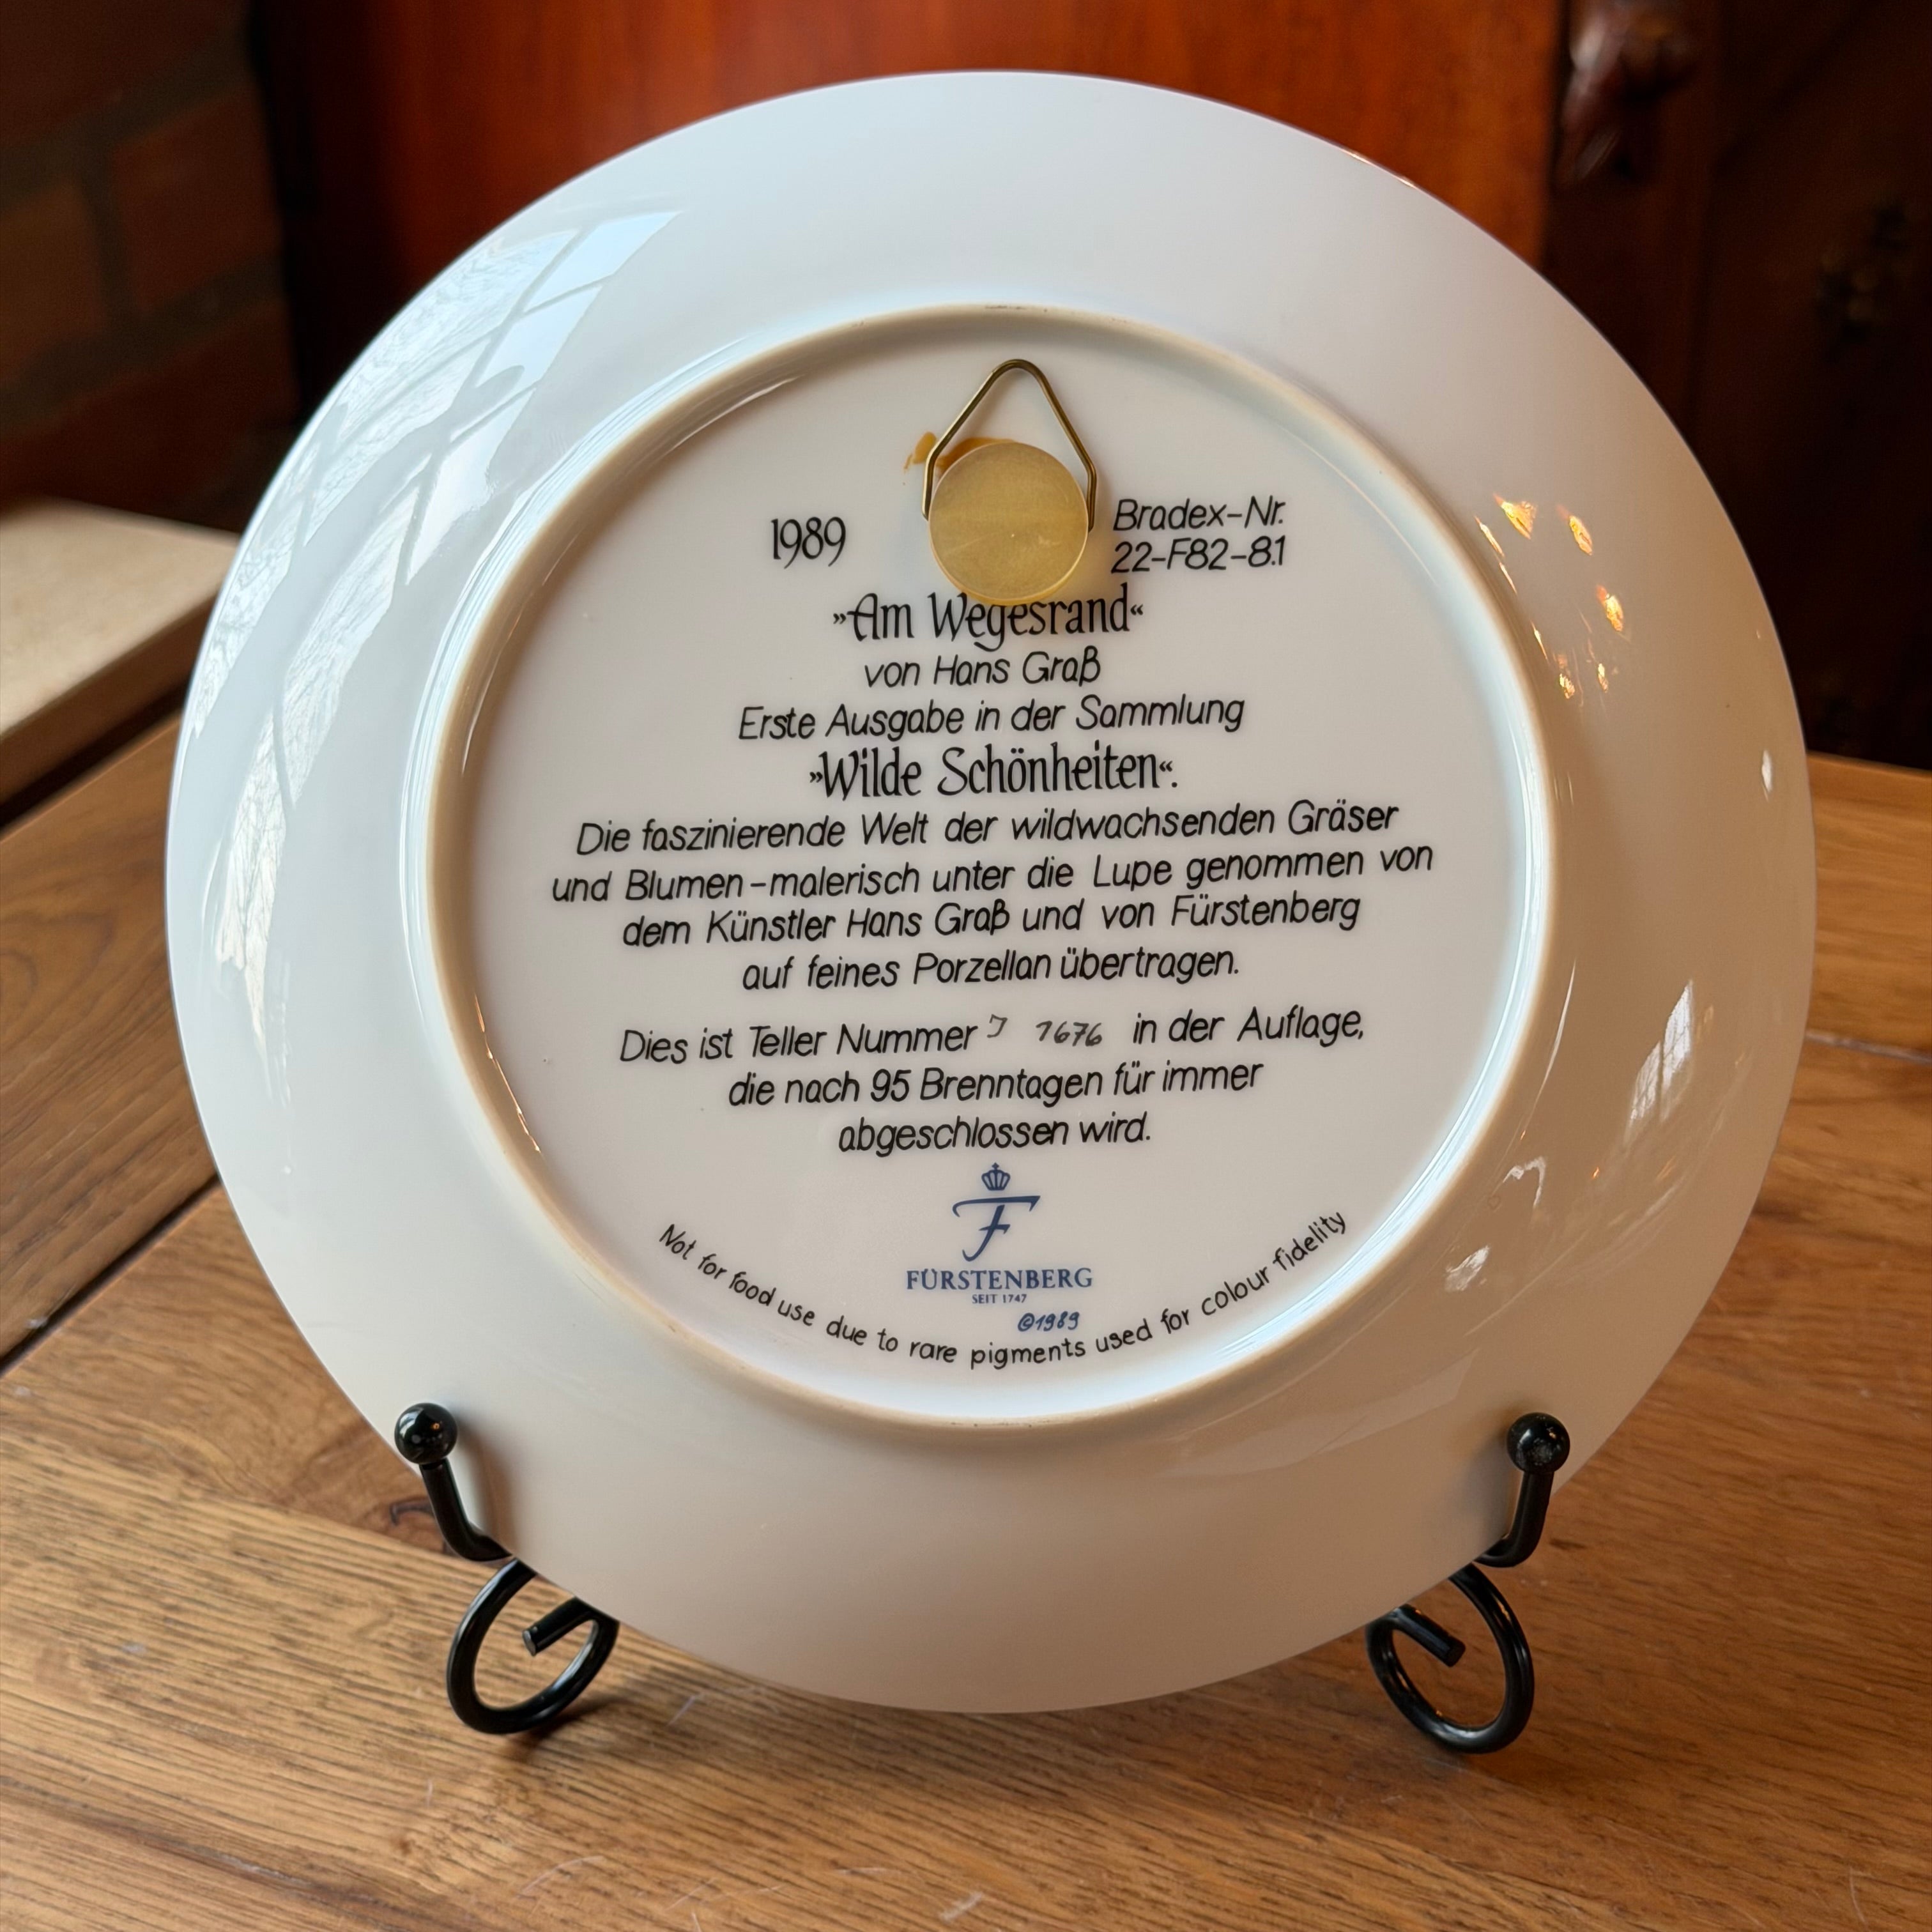 1989
Bradex-Nr.
22-F82-8.1
»Am Wegesrand«
von Hans Graß
Erste Ausgabe in der Sammlung
»Wilde Schönheiten«.
Die faszinierende Welt der wildwachsenden Gräser
und Blumen-malerisch unter die Lupe genommen von
dem Künstler Hans Graß und von Fürstenberg
auf feines Porzellan übertragen.
Dies ist Teller Nummer J 1676 in der Auflage,
die nach 95 Brenntagen für immer
abgeschlossen wird.
F
FÜRSTENBERG
SEIT 1747
©1989
Not for food use due to rare pigments used for colour fidelity